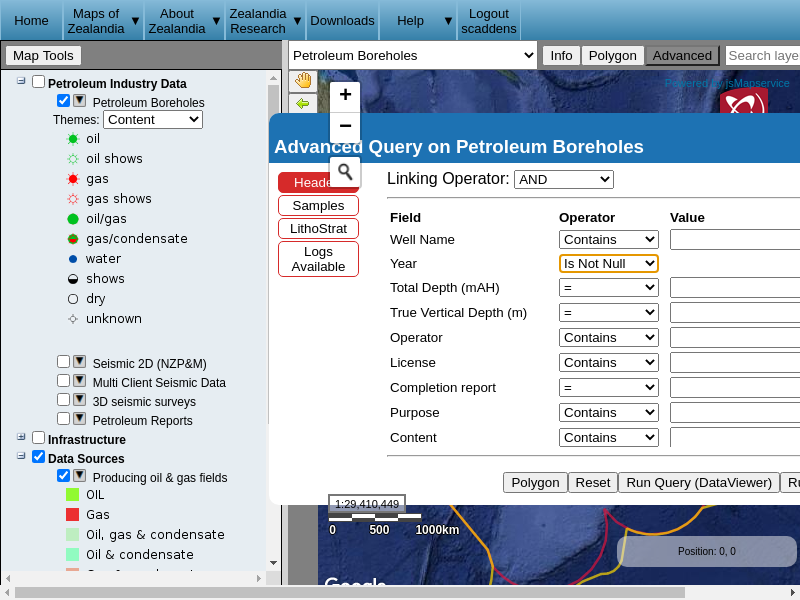 Home
Maps of Zealandia ▼
About Zealandia ▼
Zealandia Research ▼
Downloads
Help ▼
Logout scaddens
Map Tools
Petroleum Boreholes
Info
Polygon
Advanced
Search laye
Powered by jsMapservice
Petroleum Industry Data
Petroleum Boreholes
Themes: Content
oil
oil shows
gas
gas shows
oil/gas
gas/condensate
water
shows
dry
unknown
Seismic 2D (NZP&M)
Multi Client Seismic Data
3D seismic surveys
Petroleum Reports
Infrastructure
Data Sources
Producing oil & gas fields
OIL
Gas
Oil, gas & condensate
Oil & condensate
+
−
Advanced Query on Petroleum Boreholes
Heade
Samples
LithoStrat
Logs Available
Linking Operator: AND
Field Operator Value
Well Name Contains
Year Is Not Null
Total Depth (mAH) =
True Vertical Depth (m) =
Operator Contains
License Contains
Completion report =
Purpose Contains
Content Contains
Polygon
Reset
Run Query (DataViewer)
Ru
1:29,410,449
0 500 1000km
Position: 0, 0
Google